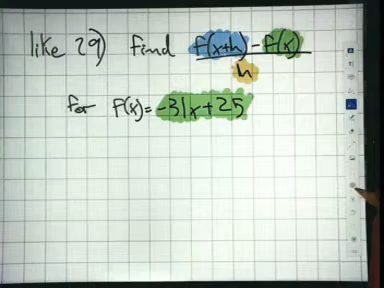 like 29) find f(x+h) - f(x)
h
for f(x) = -31x + 25